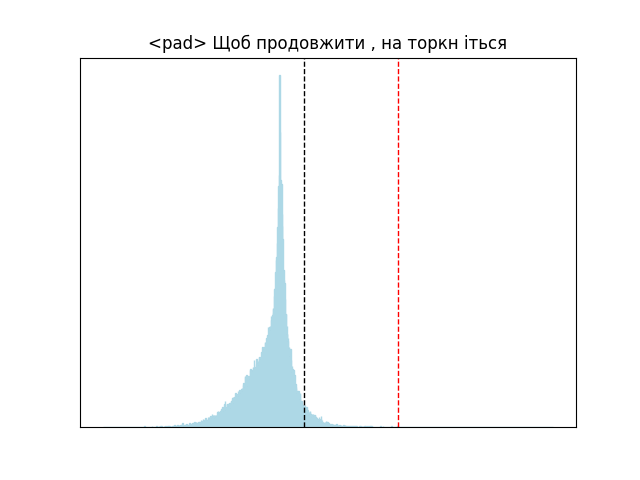 <pad> Щоб продовжити , на торкн іться